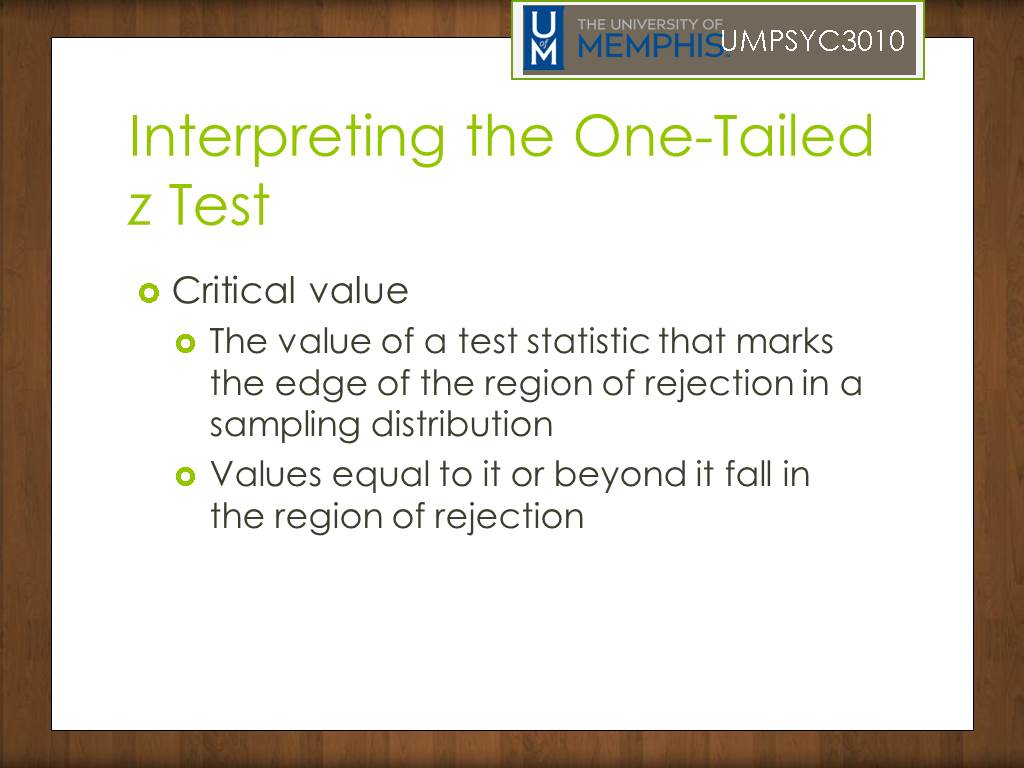 THE UNIVERSITY OF
MEMPHIS
UMPSYC3010
U
of
M
Interpreting the One-Tailed
z Test
Critical value
The value of a test statistic that marks
the edge of the region of rejection in a
sampling distribution
Values equal to it or beyond it fall in
the region of rejection